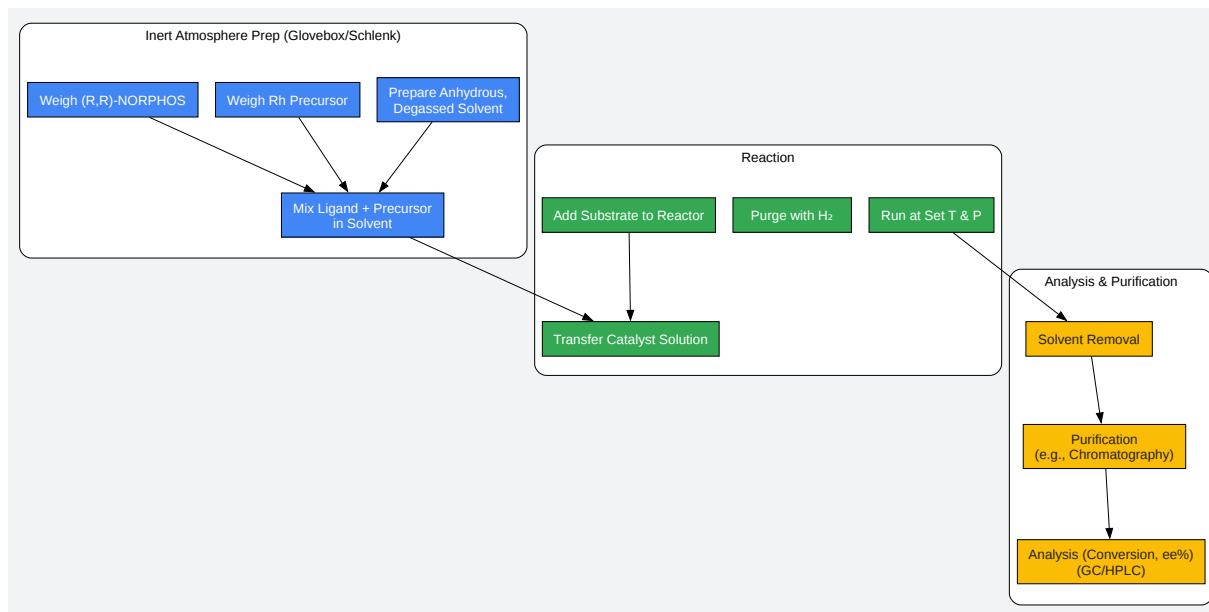 Inert Atmosphere Prep (Glovebox/Schlenk)
Weigh (R,R)-NORPHOS
Weigh Rh Precursor
Prepare Anhydrous,
Degassed Solvent
Mix Ligand + Precursor
in Solvent
Reaction
Add Substrate to Reactor
Purge with H₂
Run at Set T & P
Transfer Catalyst Solution
Analysis & Purification
Solvent Removal
Purification
(e.g., Chromatography)
Analysis (Conversion, ee%)
(GC/HPLC)